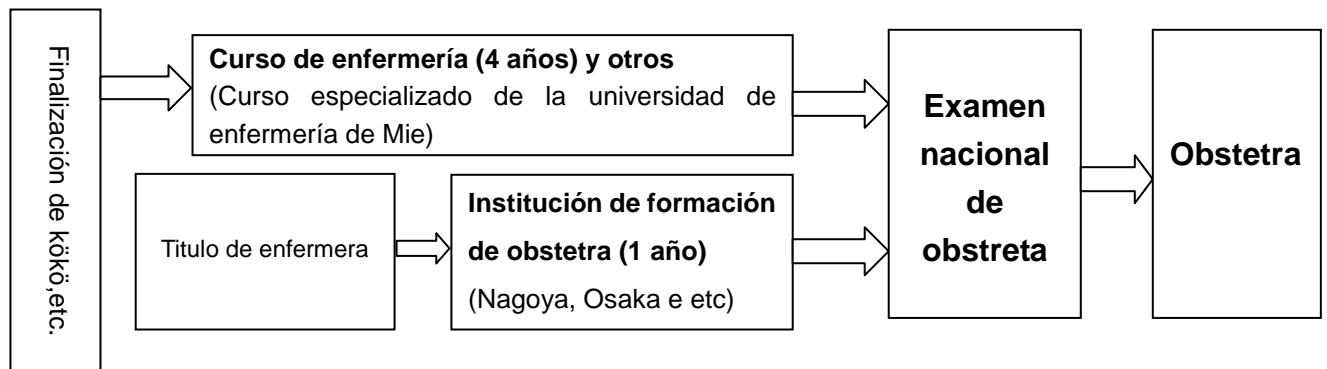 Finalización de kökö,etc.
Curso de enfermería (4 años) y otros
(Curso especializado de la universidad de
enfermería de Mie)
Titulo de enfermera
Institución de formación
de obstetra (1 año)
(Nagoya, Osaka e etc)
Examen
nacional
de
obstreta
Obstetra